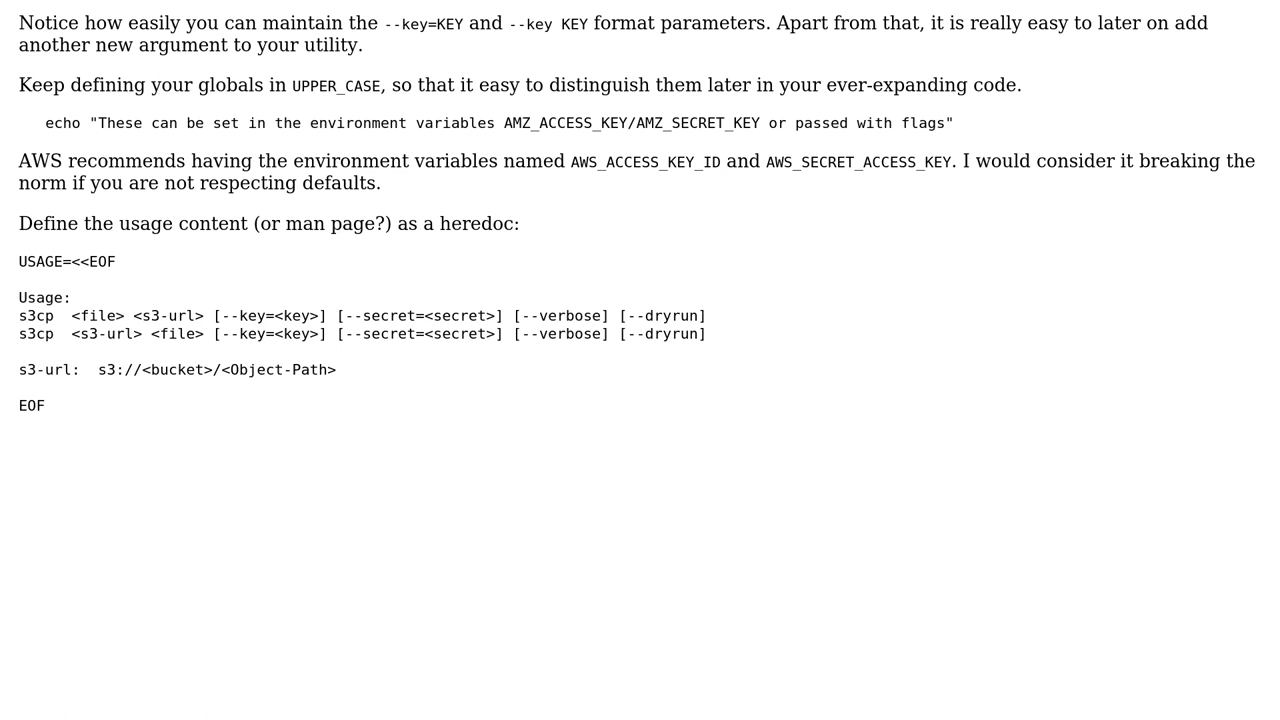 Notice how easily you can maintain the --key=KEY and --key KEY format parameters. Apart from that, it is really easy to later on add
another new argument to your utility.
Keep defining your globals in UPPER_CASE, so that it easy to distinguish them later in your ever-expanding code.
echo "These can be set in the environment variables AMZ_ACCESS_KEY/AMZ_SECRET_KEY or passed with flags"
AWS recommends having the environment variables named AWS_ACCESS_KEY_ID and AWS_SECRET_ACCESS_KEY. I would consider it breaking the
norm if you are not respecting defaults.
Define the usage content (or man page?) as a heredoc:
USAGE=<<EOF
Usage:
s3cp  <file> <s3-url> [--key=<key>] [--secret=<secret>] [--verbose] [--dryrun]
s3cp  <s3-url> <file> [--key=<key>] [--secret=<secret>] [--verbose] [--dryrun]
s3-url:  s3://<bucket>/<Object-Path>
EOF